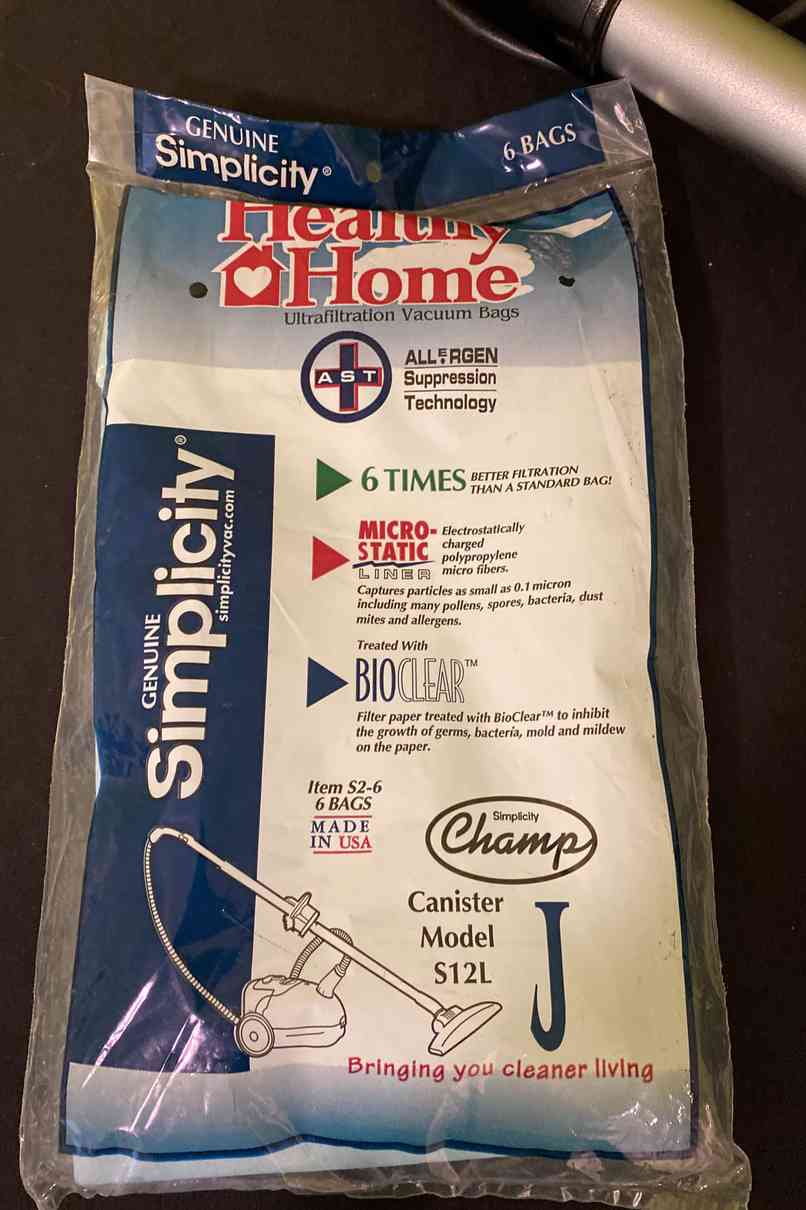 GENUINE
Simplicity®
6 BAGS
Healthy
Home
Ultrafiltration Vacuum Bags
AST
ALLERGEN
Suppression
Technology
6 TIMES BETTER FILTRATION
THAN A STANDARD BAG!
MICRO-
STATIC
LINER
Electrostatically
charged
polypropylene
micro fibers.
Captures particles as small as 0.1 micron
including many pollens, spores, bacteria, dust
mites and allergens.
Treated With
BIOCLEAR™
Filter paper treated with BioClear™ to inhibit
the growth of germs, bacteria, mold and mildew
on the paper.
GENUINE
Simplicity®
simplicityvac.com
Item S2-6
6 BAGS
MADE
IN USA
Simplicity
Champ
Canister
Model
S12L
J
Bringing you cleaner living